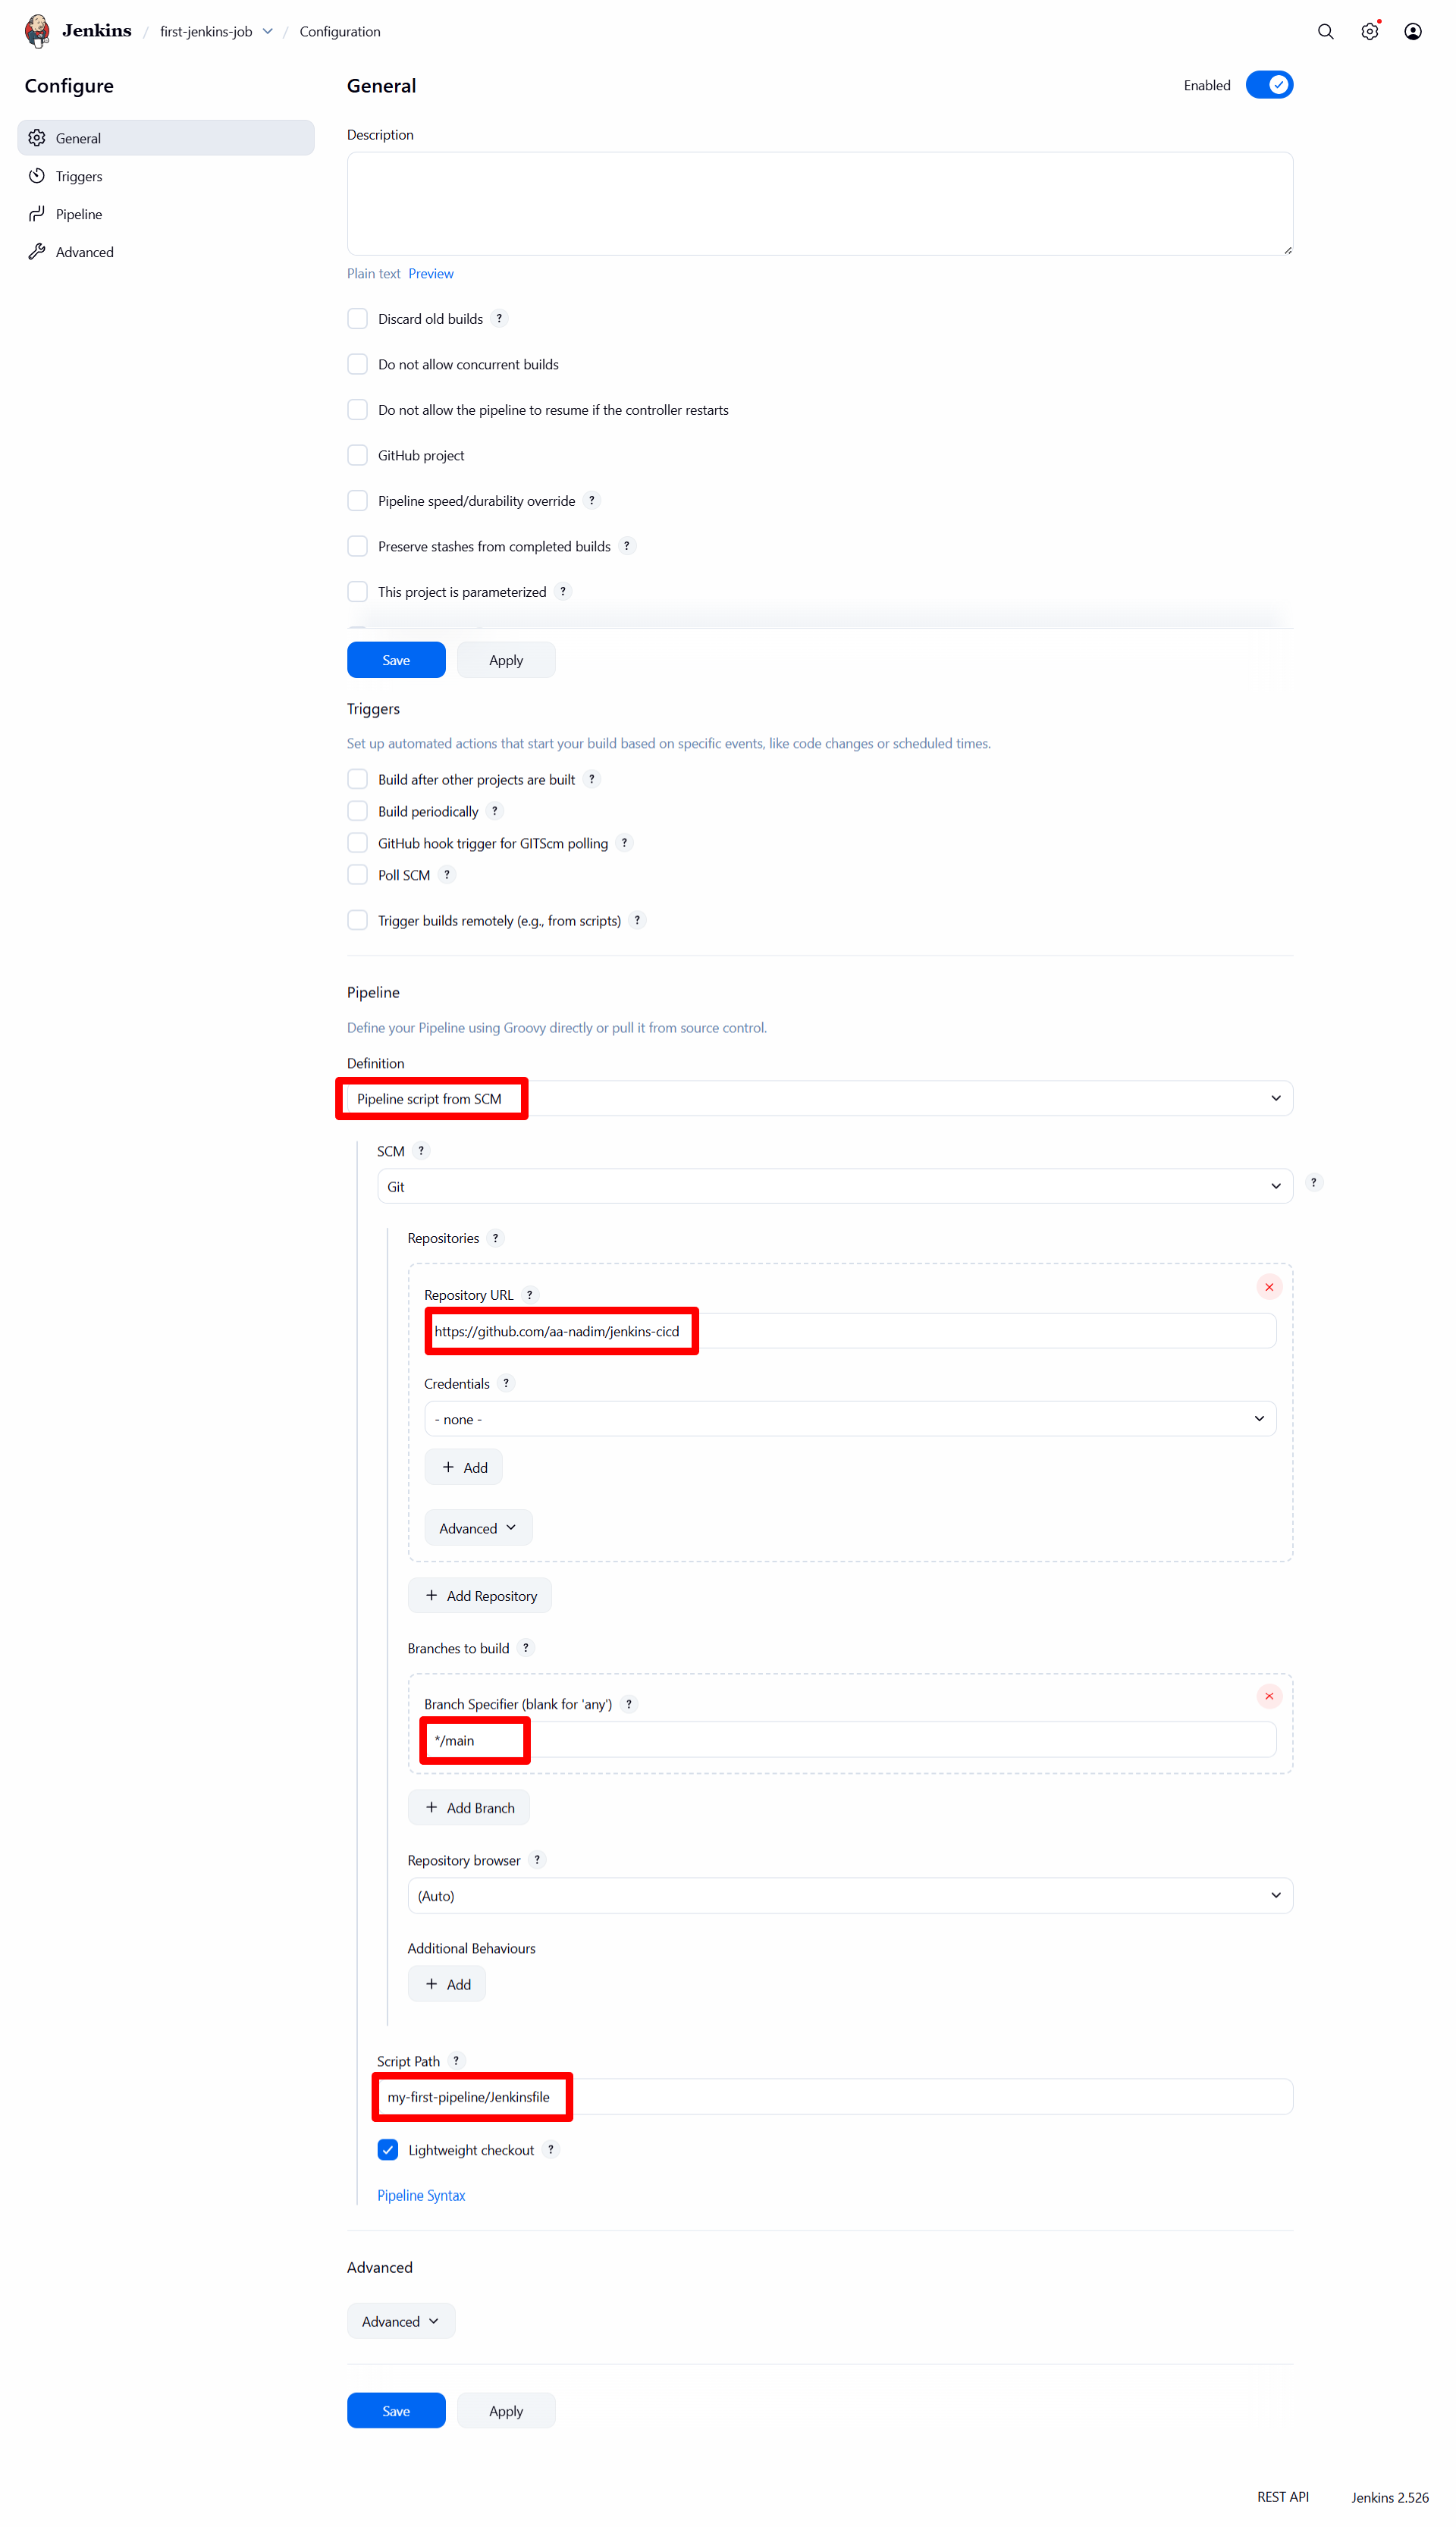 Jenkins / first-jenkins-job / Configuration
Configure
General
Triggers
Pipeline
Advanced
General
Enabled
Description
Plain text Preview
Discard old builds ?
Do not allow concurrent builds
Do not allow the pipeline to resume if the controller restarts
GitHub project
Pipeline speed/durability override ?
Preserve stashes from completed builds ?
This project is parameterized ?
Save Apply
Triggers
Set up automated actions that start your build based on specific events, like code changes or scheduled times.
Build after other projects are built ?
Build periodically ?
GitHub hook trigger for GITScm polling ?
Poll SCM ?
Trigger builds remotely (e.g., from scripts) ?
Pipeline
Define your Pipeline using Groovy directly or pull it from source control.
Definition
Pipeline script from SCM
SCM ?
Git ?
Repositories ?
Repository URL ?
https://github.com/aa-nadim/jenkins-cicd
Credentials ?
- none -
+ Add
Advanced
+ Add Repository
Branches to build ?
Branch Specifier (blank for 'any') ?
*/main
+ Add Branch
Repository browser ?
(Auto)
Additional Behaviours
+ Add
Script Path ?
my-first-pipeline/Jenkinsfile
Lightweight checkout ?
Pipeline Syntax
Advanced
Advanced
Save Apply
REST API Jenkins 2.526